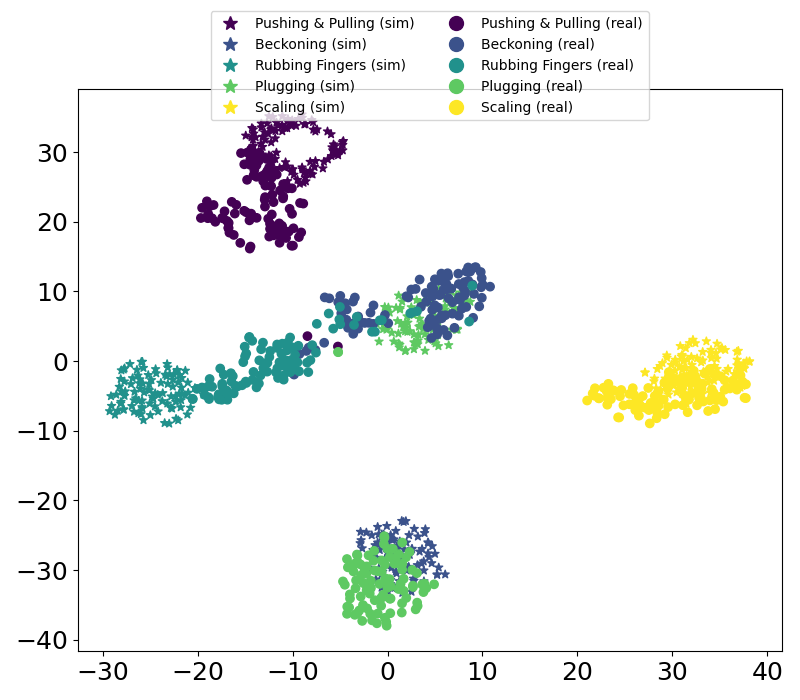 Pushing & Pulling (sim) Pushing & Pulling (real)
Beckoning (sim) Beckoning (real)
Rubbing Fingers (sim) Rubbing Fingers (real)
Plugging (sim) Plugging (real)
Scaling (sim) Scaling (real)
30
20
10
0
−10
−20
−30
−40
−30 −20 −10 0 10 20 30 40